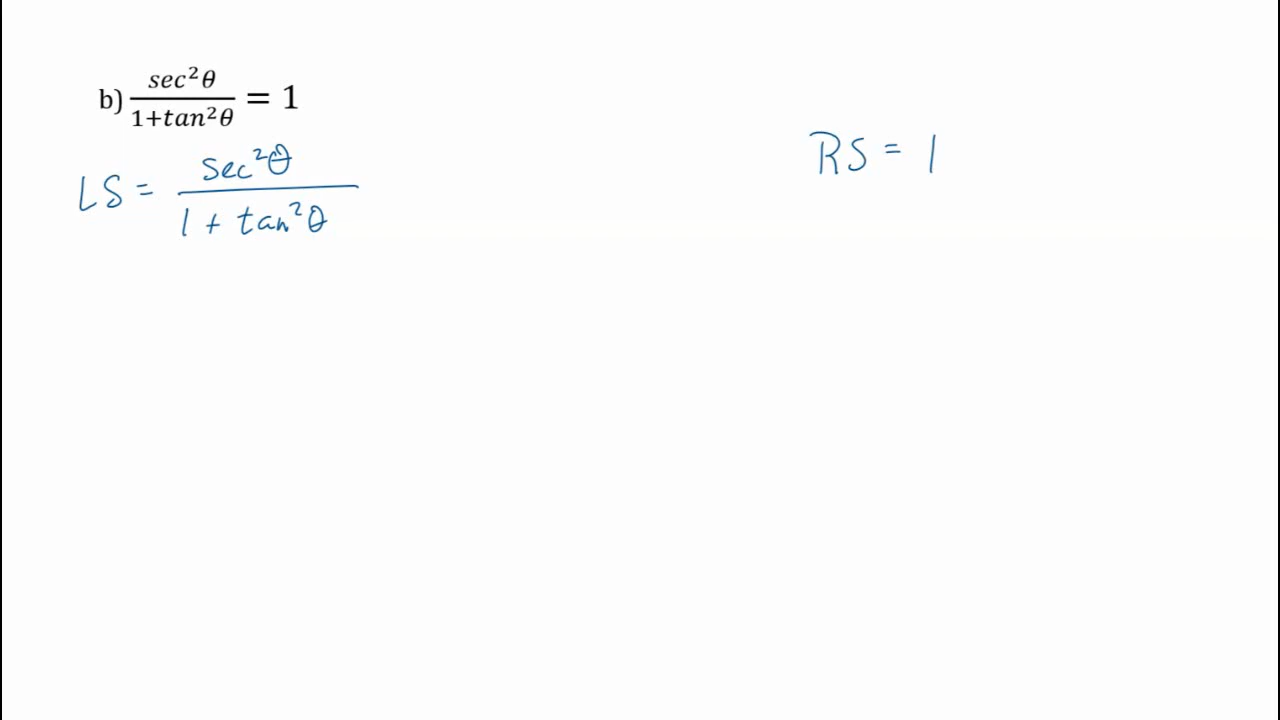 b) sec²θ / 1+tan²θ = 1
LS = sec²θ / 1 + tan²θ
RS = 1